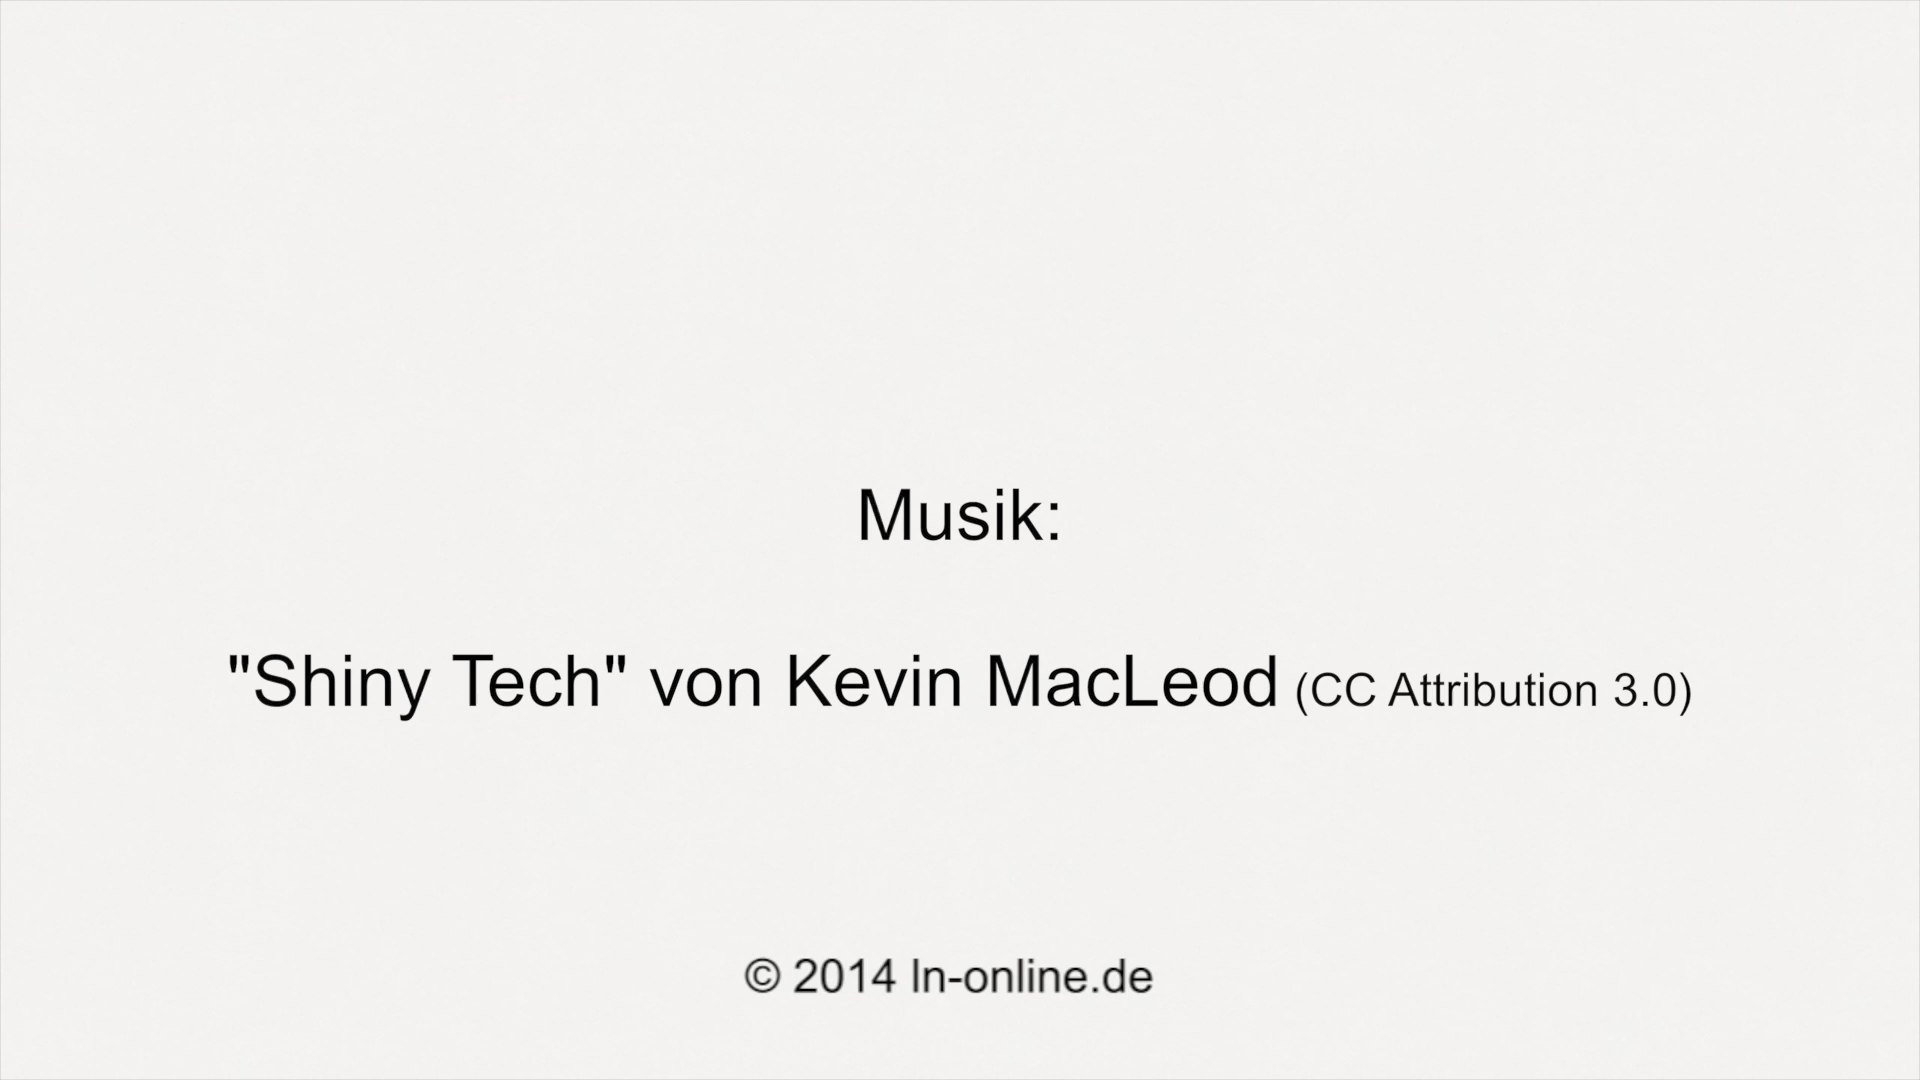 Musik:
"Shiny Tech" von Kevin MacLeod (CC Attribution 3.0)
© 2014 ln-online.de